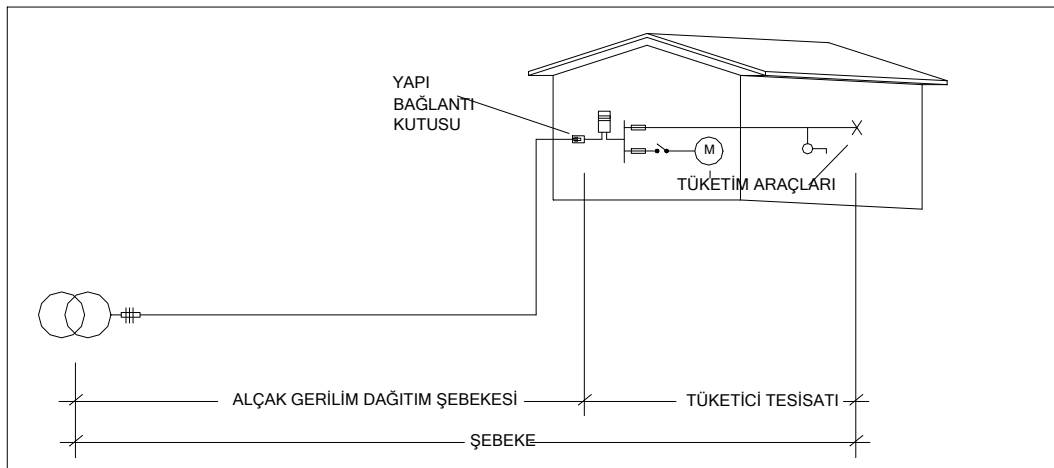 YAPI
BAĞLANTI
KUTUSU
M
TÜKETİM ARAÇLARI
ALÇAK GERİLİM DAĞITIM ŞEBEKESİ
TÜKETİCİ TESİSATI
ŞEBEKE